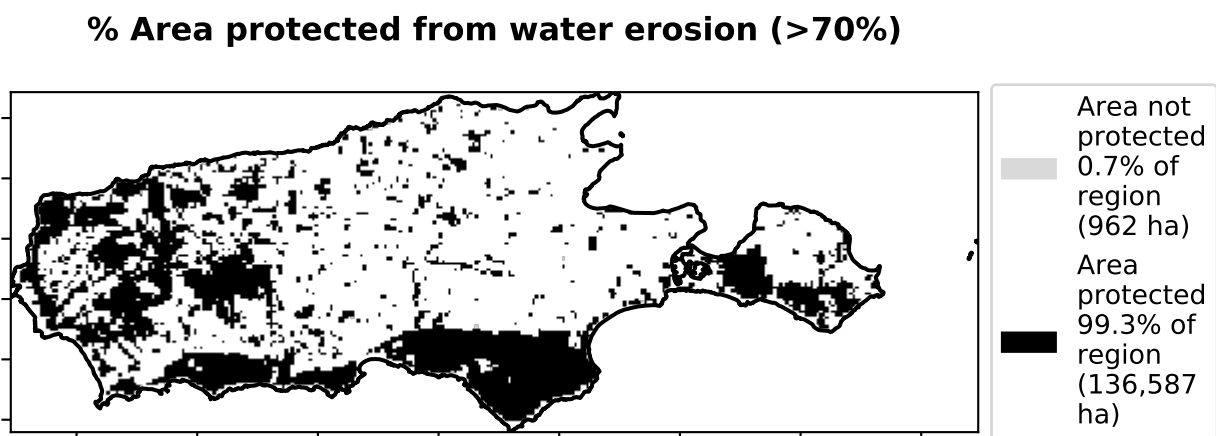 % Area protected from water erosion (>70%)
Area not
protected
0.7% of
region
(962 ha)
Area
protected
99.3% of
region
(136,587
ha)